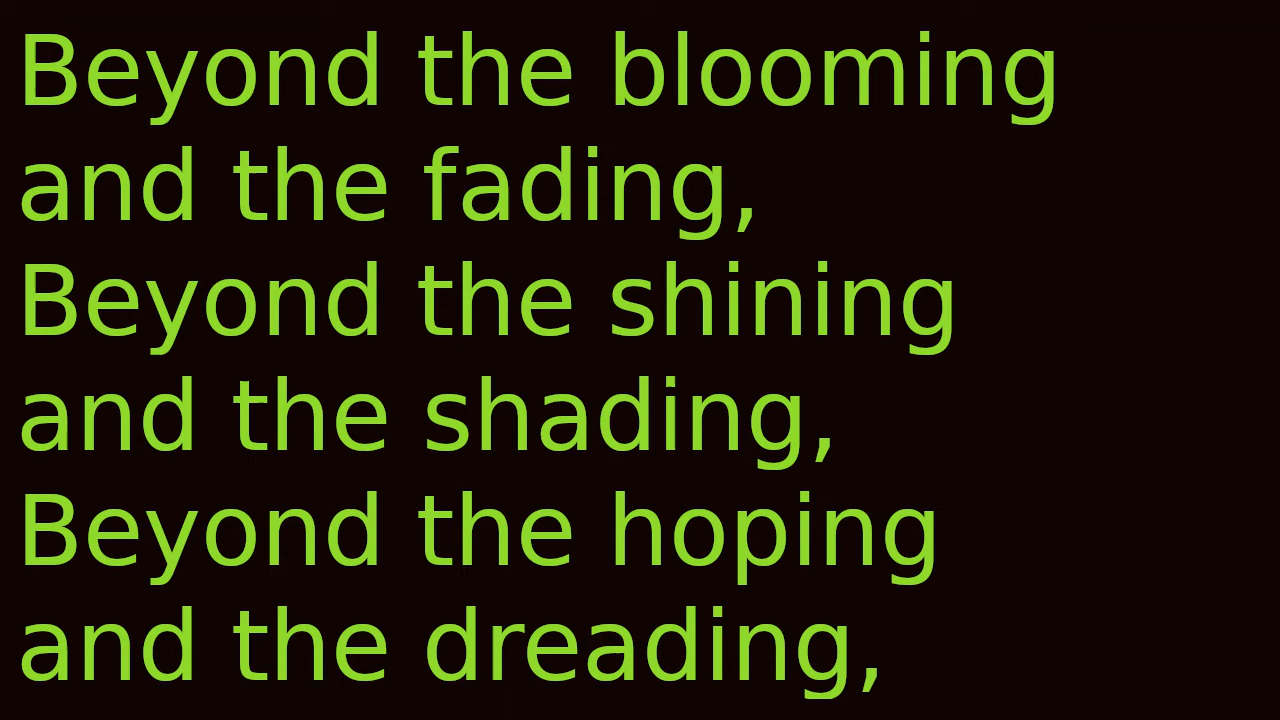 Beyond the blooming
and the fading,
Beyond the shining
and the shading,
Beyond the hoping
and the dreading,